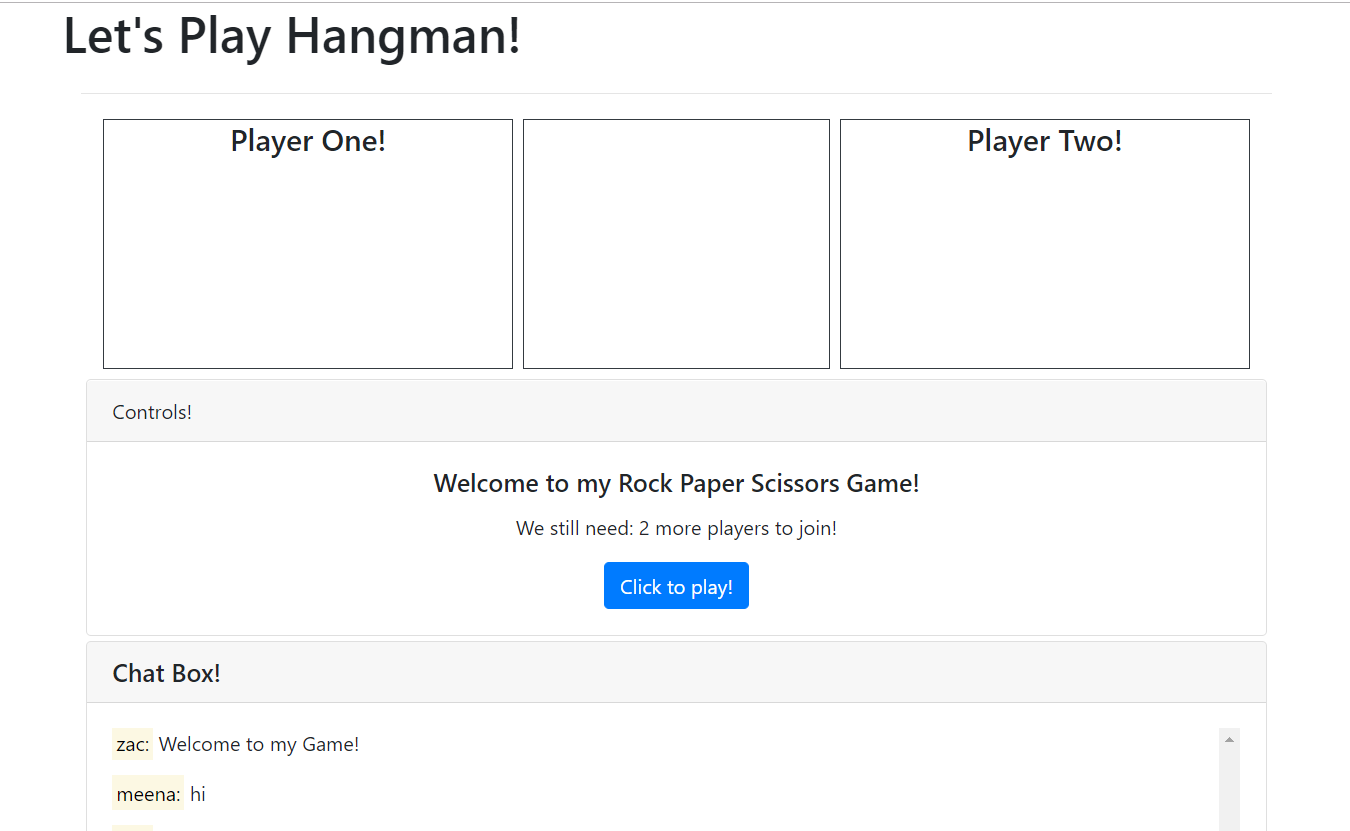 Let's Play Hangman!
Player One!
Player Two!
Controls!
Welcome to my Rock Paper Scissors Game!
We still need: 2 more players to join!
Click to play!
Chat Box!
zac: Welcome to my Game!
meena: hi